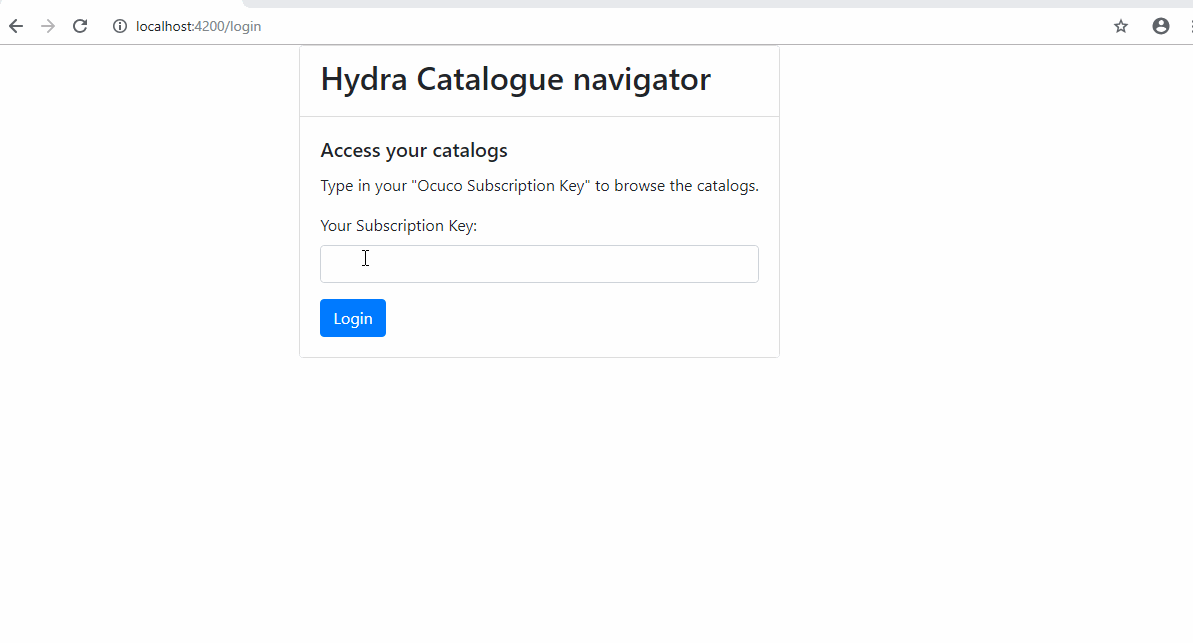 localhost:4200/login
Hydra Catalogue navigator
Access your catalogs
Type in your "Ocuco Subscription Key" to browse the catalogs.
Your Subscription Key:
Login